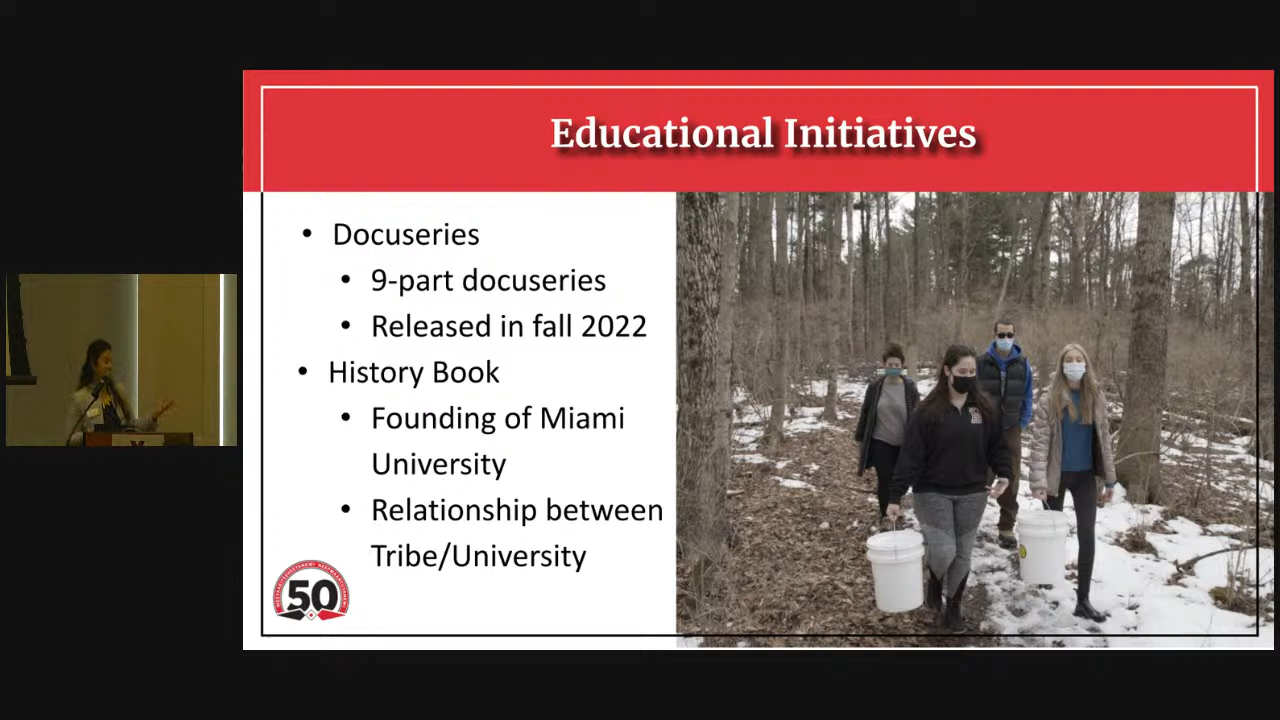 Educational Initiatives
• Docuseries
• 9-part docuseries
• Released in fall 2022
• History Book
• Founding of Miami
University
• Relationship between
Tribe/University
50